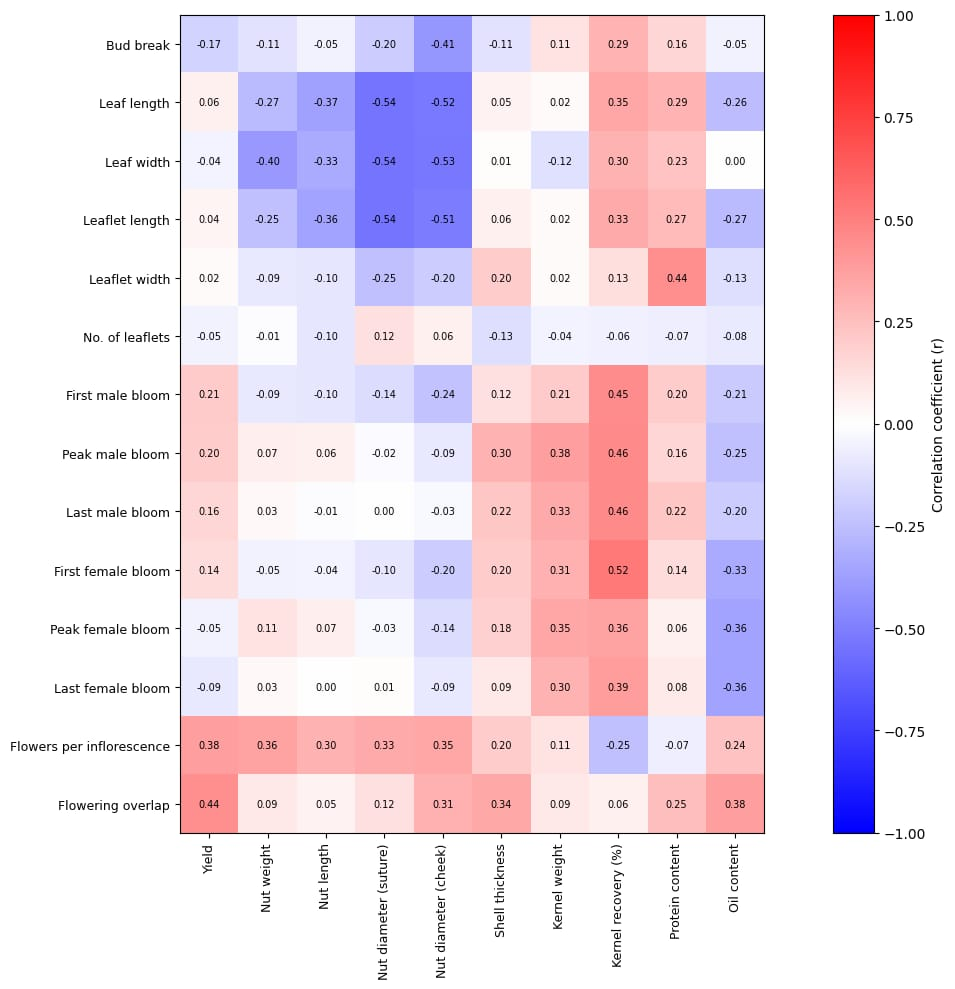 Bud break -0.17 -0.11 -0.05 -0.20 -0.41 -0.11 0.11 0.29 0.16 -0.05
Leaf length 0.06 -0.27 -0.37 -0.54 -0.52 0.05 0.02 0.35 0.29 -0.26
Leaf width -0.04 -0.40 -0.33 -0.54 -0.53 0.01 -0.12 0.30 0.23 0.00
Leaflet length 0.04 -0.25 -0.36 -0.54 -0.51 0.06 0.02 0.33 0.27 -0.27
Leaflet width 0.02 -0.09 -0.10 -0.25 -0.20 0.20 0.02 0.13 0.44 -0.13
No. of leaflets -0.05 -0.01 -0.10 0.12 0.06 -0.13 -0.04 -0.06 -0.07 -0.08
First male bloom 0.21 -0.09 -0.10 -0.14 -0.24 0.12 0.21 0.45 0.20 -0.21
Peak male bloom 0.20 0.07 0.06 -0.02 -0.09 0.30 0.38 0.46 0.16 -0.25
Last male bloom 0.16 0.03 -0.01 0.00 -0.03 0.22 0.33 0.46 0.22 -0.20
First female bloom 0.14 -0.05 -0.04 -0.10 -0.20 0.20 0.31 0.52 0.14 -0.33
Peak female bloom -0.05 0.11 0.07 -0.03 -0.14 0.18 0.35 0.36 0.06 -0.36
Last female bloom -0.09 0.03 0.00 0.01 -0.09 0.09 0.30 0.39 0.08 -0.36
Flowers per inflorescence 0.38 0.36 0.30 0.33 0.35 0.20 0.11 -0.25 -0.07 0.24
Flowering overlap 0.44 0.09 0.05 0.12 0.31 0.34 0.09 0.06 0.25 0.38
Yield
Nut weight
Nut length
Nut diameter (suture)
Nut diameter (cheek)
Shell thickness
Kernel weight
Kernel recovery (%)
Protein content
Oil content
1.00
0.75
0.50
0.25
0.00
−0.25
−0.50
−0.75
−1.00
Correlation coefficient (r)